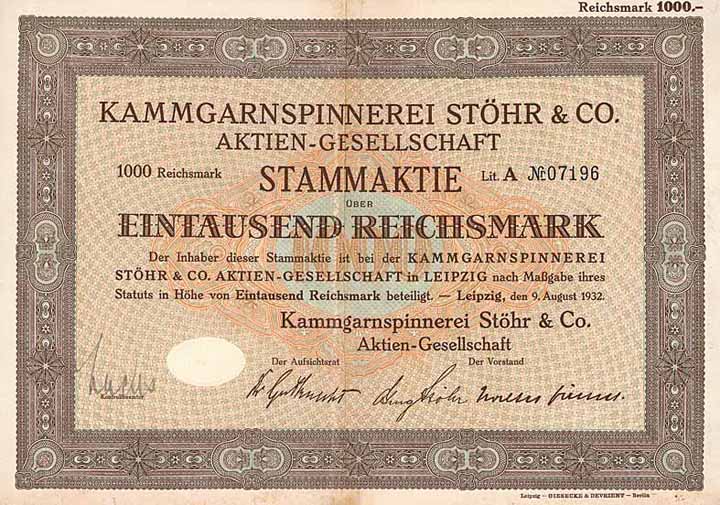 Reichsmark 1000.-
KAMMGARNSPINNEREI STÖHR & CO.
AKTIEN-GESELLSCHAFT
1000 Reichsmark STAMMAKTIE Lit. A № 07196
ÜBER
EINTAUSEND REICHSMARK
Der Inhaber dieser Stammaktie ist bei der KAMMGARNSPINNEREI
STÖHR & CO. AKTIEN-GESELLSCHAFT in LEIPZIG nach Maßgabe ihres
Statuts in Höhe von Eintausend Reichsmark beteiligt. — Leipzig, den 9. August 1932.
Kammgarnspinnerei Stöhr & Co.
Aktien-Gesellschaft
Der Aufsichtsrat Der Vorstand
Kontrollbeamter
Leipzig — GIESECKE & DEVRIENT — Berlin